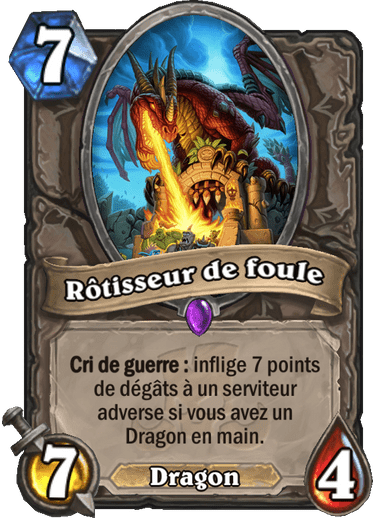 7
Rôtisseur de foule
Cri de guerre : inflige 7 points
de dégâts à un serviteur
adverse si vous avez un
Dragon en main.
7
Dragon
4